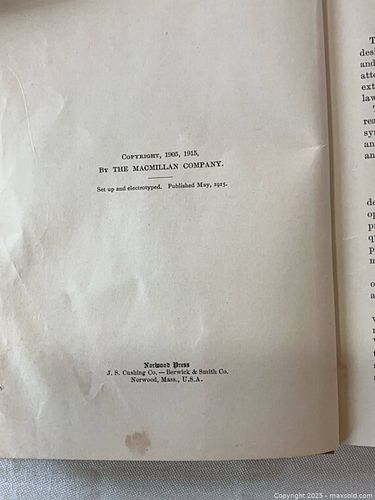 Copyright, 1905, 1915,
By THE MACMILLAN COMPANY.
Set up and electrotyped. Published May, 1915.
Norwood Press
J. S. Cushing Co. — Berwick & Smith Co.
Norwood, Mass., U.S.A.
Copyright 2025 - maxsold.com